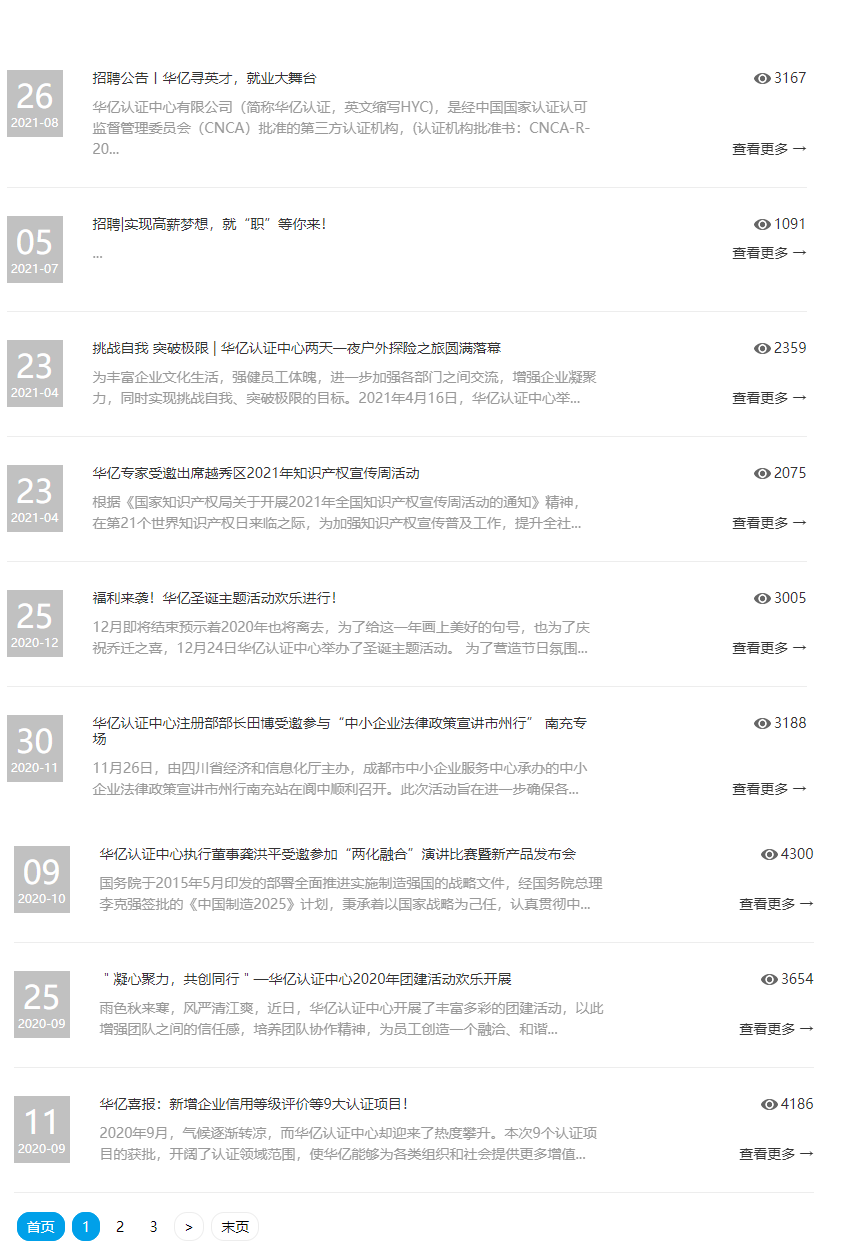 招聘公告丨华亿寻英才，就业大舞台
3167
26
2021-08
华亿认证中心有限公司（简称华亿认证，英文缩写HYC)，是经中国国家认证认可
监督管理委员会（CNCA）批准的第三方认证机构，(认证机构批准书：CNCA-R-
20...
查看更多 →
招聘|实现高薪梦想，就“职”等你来！
1091
05
2021-07
...
查看更多 →
挑战自我 突破极限 | 华亿认证中心两天一夜户外探险之旅圆满落幕
2359
23
2021-04
为丰富企业文化生活，强健员工体魄，进一步加强各部门之间交流，增强企业凝聚
力，同时实现挑战自我、突破极限的目标。2021年4月16日，华亿认证中心举...
查看更多 →
华亿专家受邀出席越秀区2021年知识产权宣传周活动
2075
23
2021-04
根据《国家知识产权局关于开展2021年全国知识产权宣传周活动的通知》精神，
在第21个世界知识产权日来临之际，为加强知识产权宣传普及工作，提升全社...
查看更多 →
福利来袭！华亿圣诞主题活动欢乐进行！
3005
25
2020-12
12月即将结束预示着2020年也将离去，为了给这一年画上美好的句号，也为了庆
祝乔迁之喜，12月24日华亿认证中心举办了圣诞主题活动。 为了营造节日氛围...
查看更多 →
华亿认证中心注册部部长田博受邀参与“中小企业法律政策宣讲市州行” 南充专
场
3188
30
2020-11
11月26日，由四川省经济和信息化厅主办，成都市中小企业服务中心承办的中小
企业法律政策宣讲市州行南充站在阆中顺利召开。此次活动旨在进一步确保各...
查看更多 →
华亿认证中心执行董事龚洪平受邀参加“两化融合”演讲比赛暨新产品发布会
4300
09
2020-10
国务院于2015年5月印发的部署全面推进实施制造强国的战略文件，经国务院总理
李克强签批的《中国制造2025》计划，秉承着以国家战略为己任，认真贯彻中...
查看更多 →
＂凝心聚力，共创同行＂—华亿认证中心2020年团建活动欢乐开展
3654
25
2020-09
雨色秋来寒，风严清江爽，近日，华亿认证中心开展了丰富多彩的团建活动，以此
增强团队之间的信任感，培养团队协作精神，为员工创造一个融洽、和谐...
查看更多 →
华亿喜报：新增企业信用等级评价等9大认证项目！
4186
11
2020-09
2020年9月，气候逐渐转凉，而华亿认证中心却迎来了热度攀升。本次9个认证项
目的获批，开阔了认证领域范围，使华亿能够为各类组织和社会提供更多增值...
查看更多 →
首页 1 2 3 > 末页